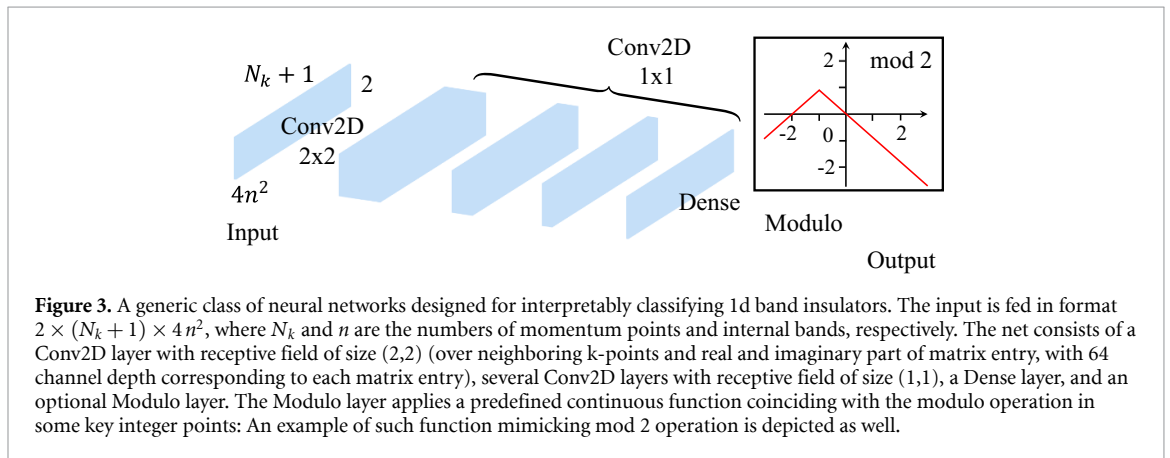 $N_k + 1$
2
Conv2D
2x2
$4n^2$
Input
Conv2D
1x1
Dense
2
mod 2
-2
0
2
-2
Modulo
Output
Figure 3. A generic class of neural networks designed for interpretably classifying 1d band insulators. The input is fed in format
$2 \times (N_k + 1) \times 4n^2$, where $N_k$ and $n$ are the numbers of momentum points and internal bands, respectively. The net consists of a
Conv2D layer with receptive field of size (2,2) (over neighboring k-points and real and imaginary part of matrix entry, with 64
channel depth corresponding to each matrix entry), several Conv2D layers with receptive field of size (1,1), a Dense layer, and an
optional Modulo layer. The Modulo layer applies a predefined continuous function coinciding with the modulo operation in
some key integer points: An example of such function mimicking mod 2 operation is depicted as well.